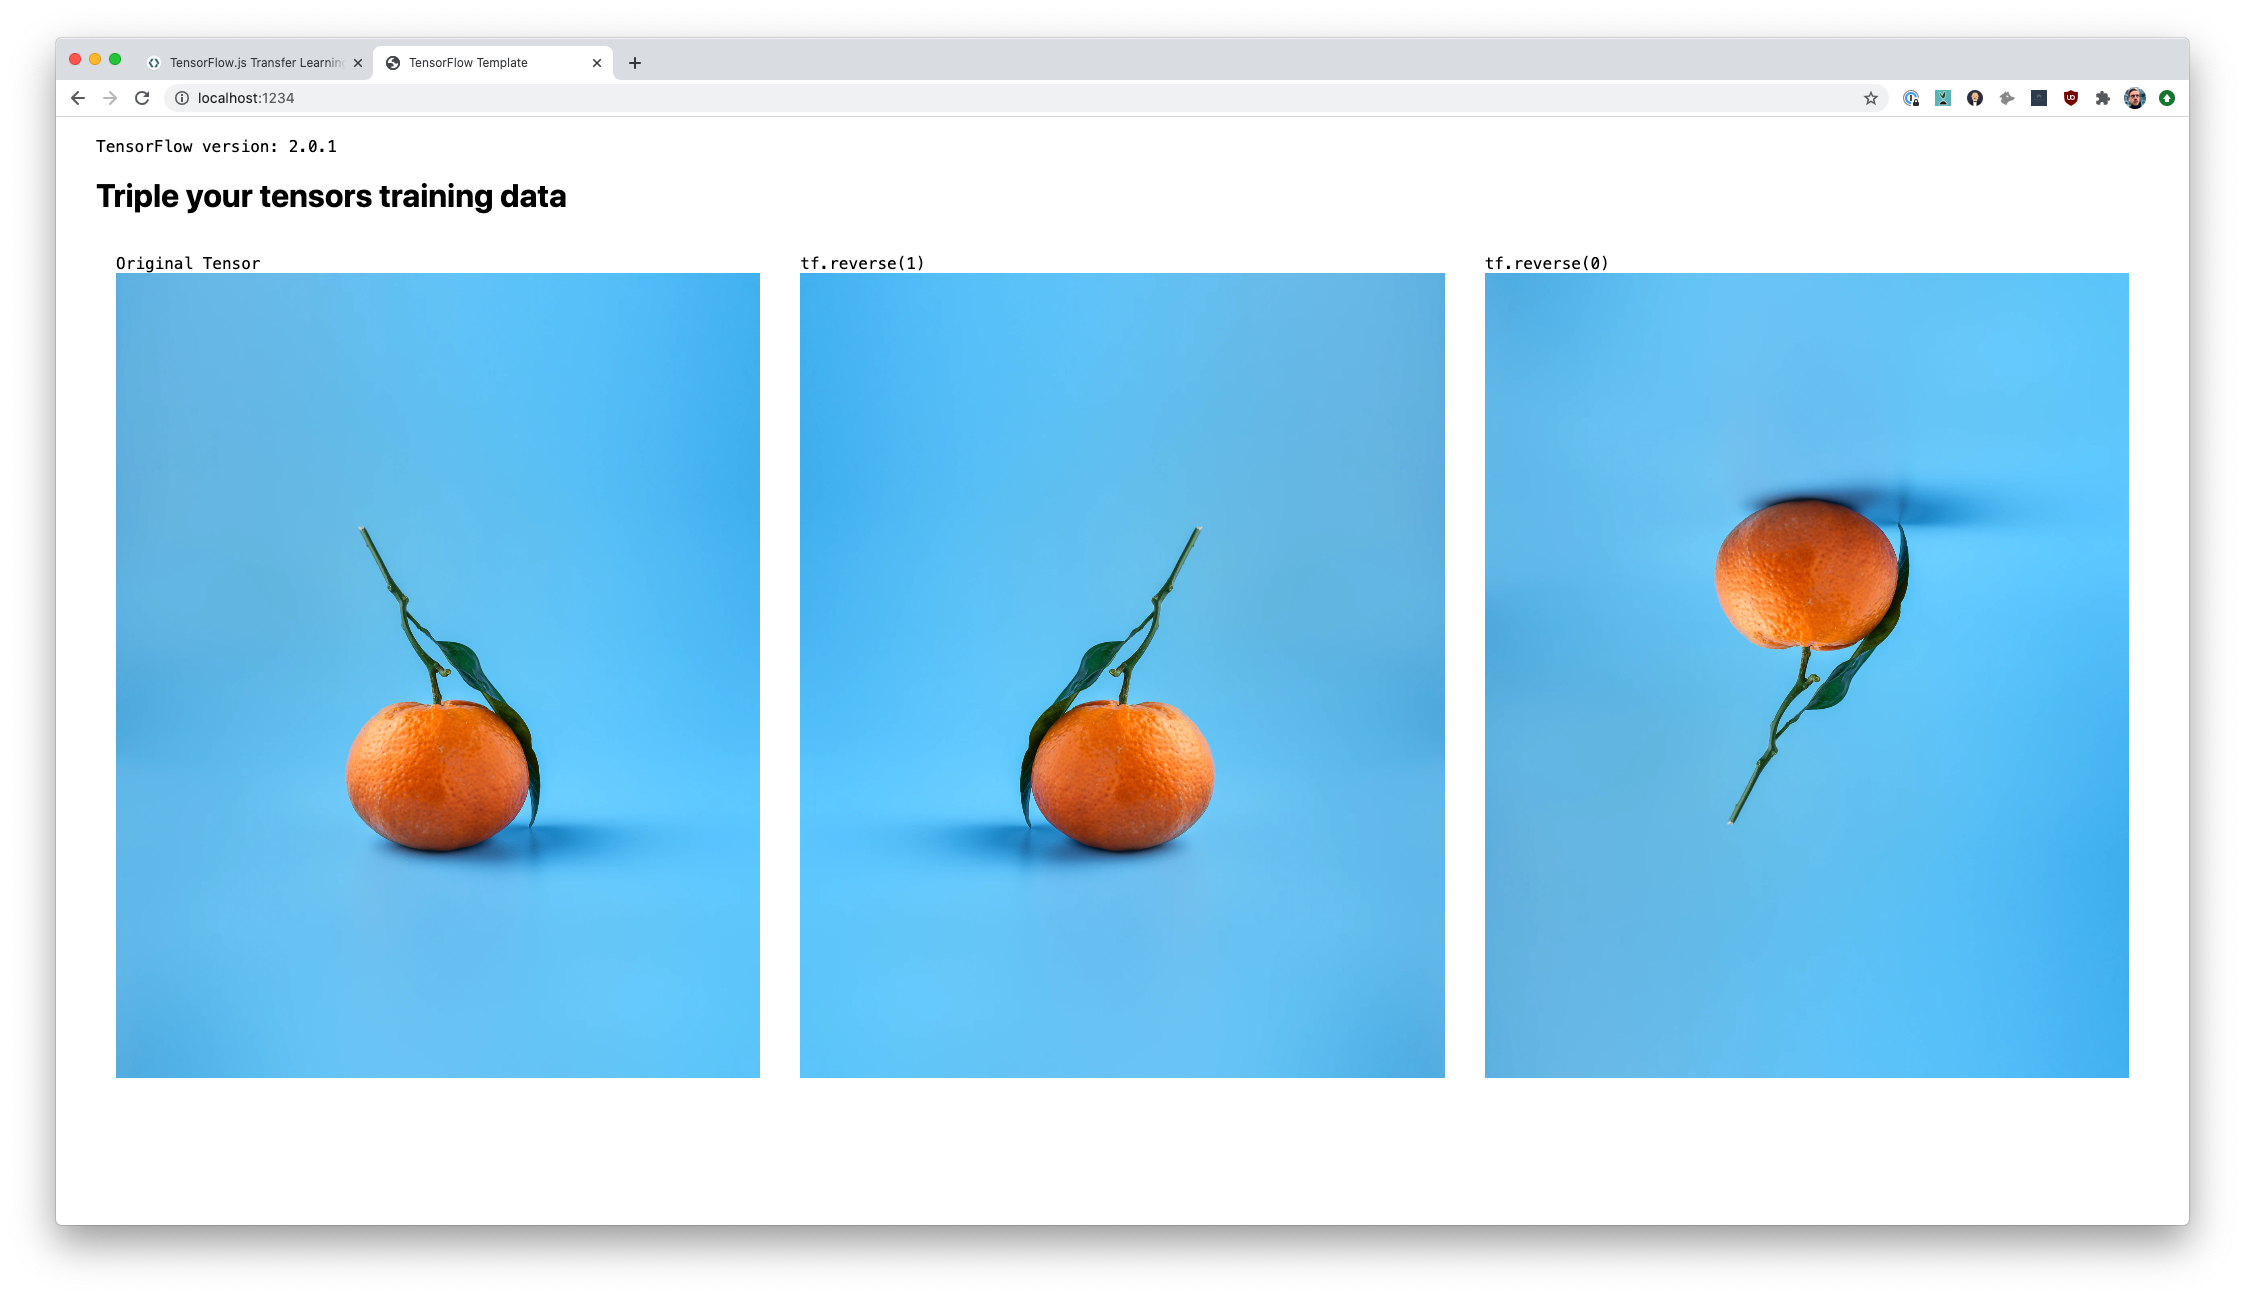 TensorFlow.js Transfer Learning
TensorFlow Template
localhost:1234
TensorFlow version: 2.0.1
Triple your tensors training data
Original Tensor
tf.reverse(1)
tf.reverse(0)